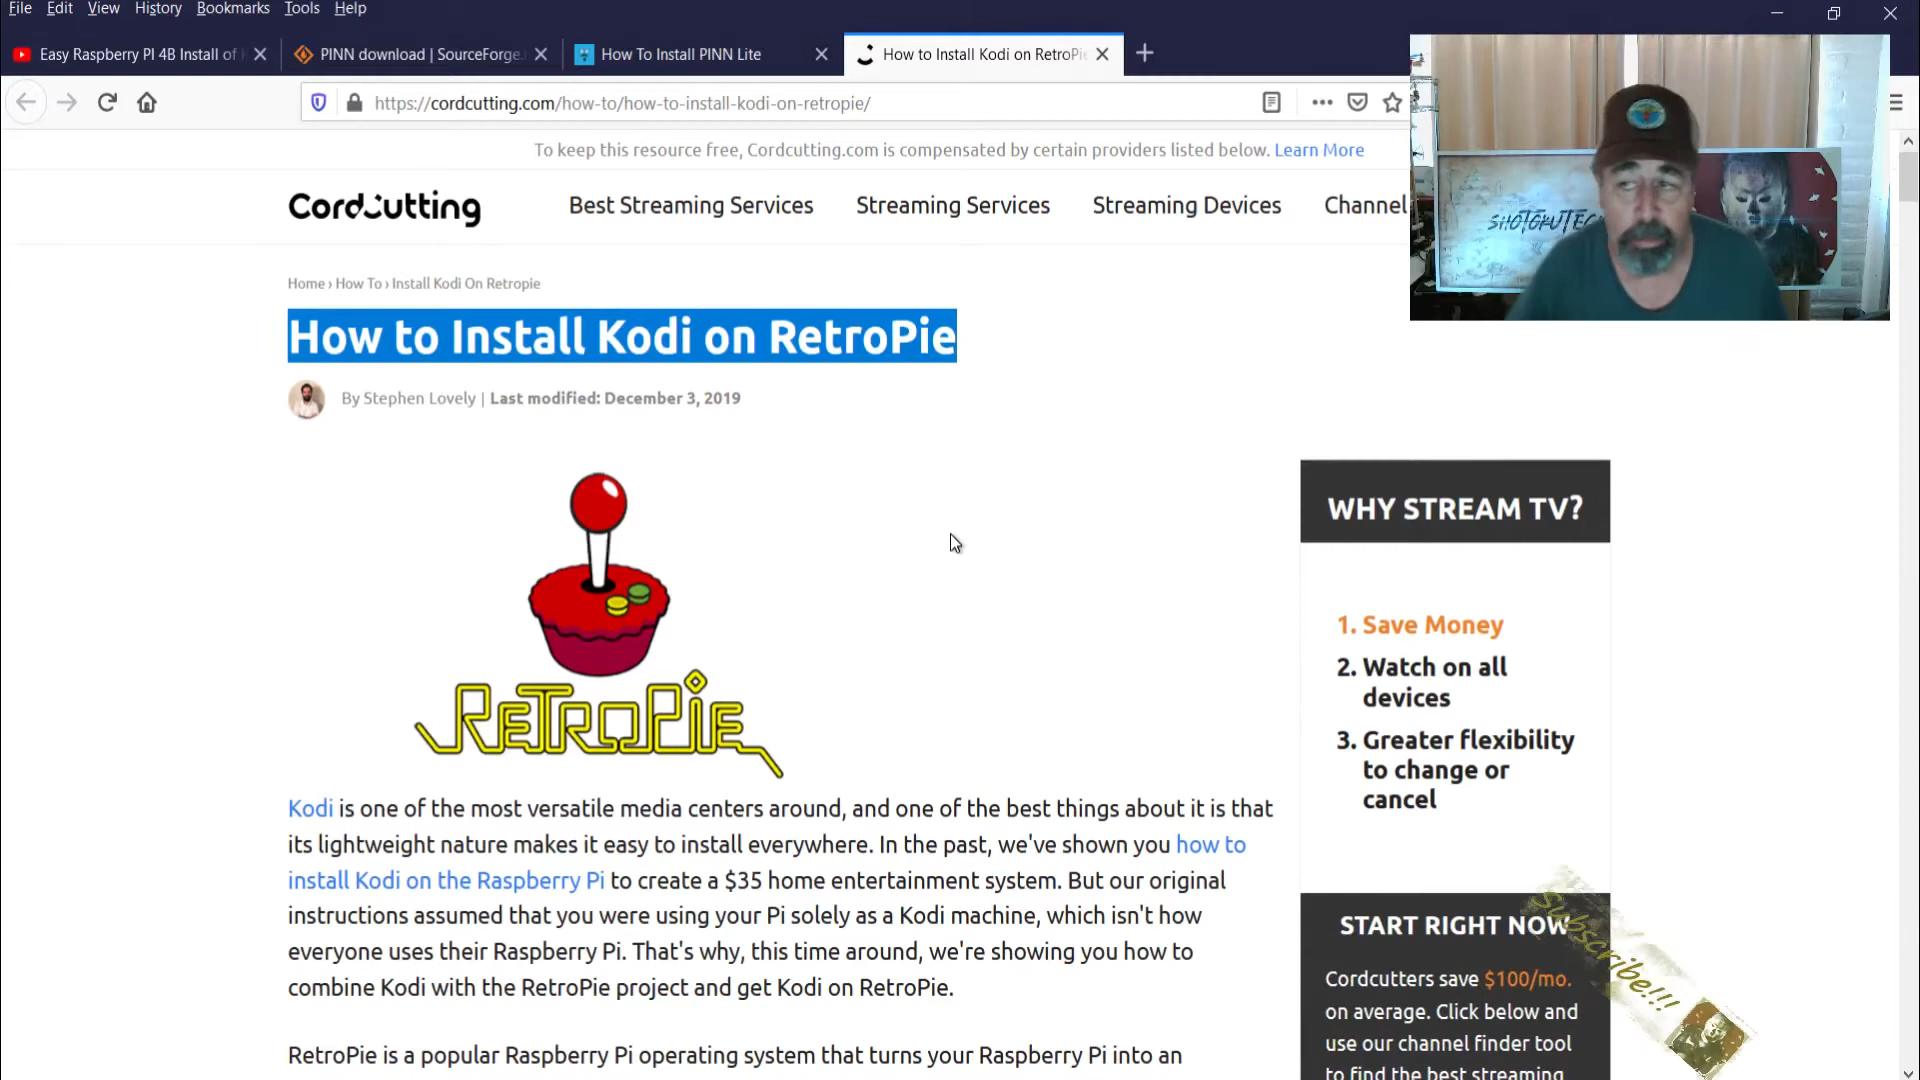 File Edit View History Bookmarks Tools Help
Easy Raspberry PI 4B Install of
PINN download | SourceForge.
How To Install PINN Lite
How to Install Kodi on RetroPi
https://cordcutting.com/how-to/how-to-install-kodi-on-retropie/
To keep this resource free, Cordcutting.com is compensated by certain providers listed below. Learn More
Cordcutting
Best Streaming Services Streaming Services Streaming Devices Channel
SHOTOKUTECH
Home › How To › Install Kodi On Retropie
How to Install Kodi on RetroPie
By Stephen Lovely | Last modified: December 3, 2019
RETROPIE
WHY STREAM TV?
1. Save Money
2. Watch on all
devices
3. Greater flexibility
to change or
cancel
Kodi is one of the most versatile media centers around, and one of the best things about it is that
its lightweight nature makes it easy to install everywhere. In the past, we've shown you how to
install Kodi on the Raspberry Pi to create a $35 home entertainment system. But our original
instructions assumed that you were using your Pi solely as a Kodi machine, which isn't how
everyone uses their Raspberry Pi. That's why, this time around, we're showing you how to
combine Kodi with the RetroPie project and get Kodi on RetroPie.
RetroPie is a popular Raspberry Pi operating system that turns your Raspberry Pi into an
START RIGHT NOW
Cordcutters save $100/mo.
on average. Click below and
use our channel finder tool
to find the best streaming
Subscribe!!!